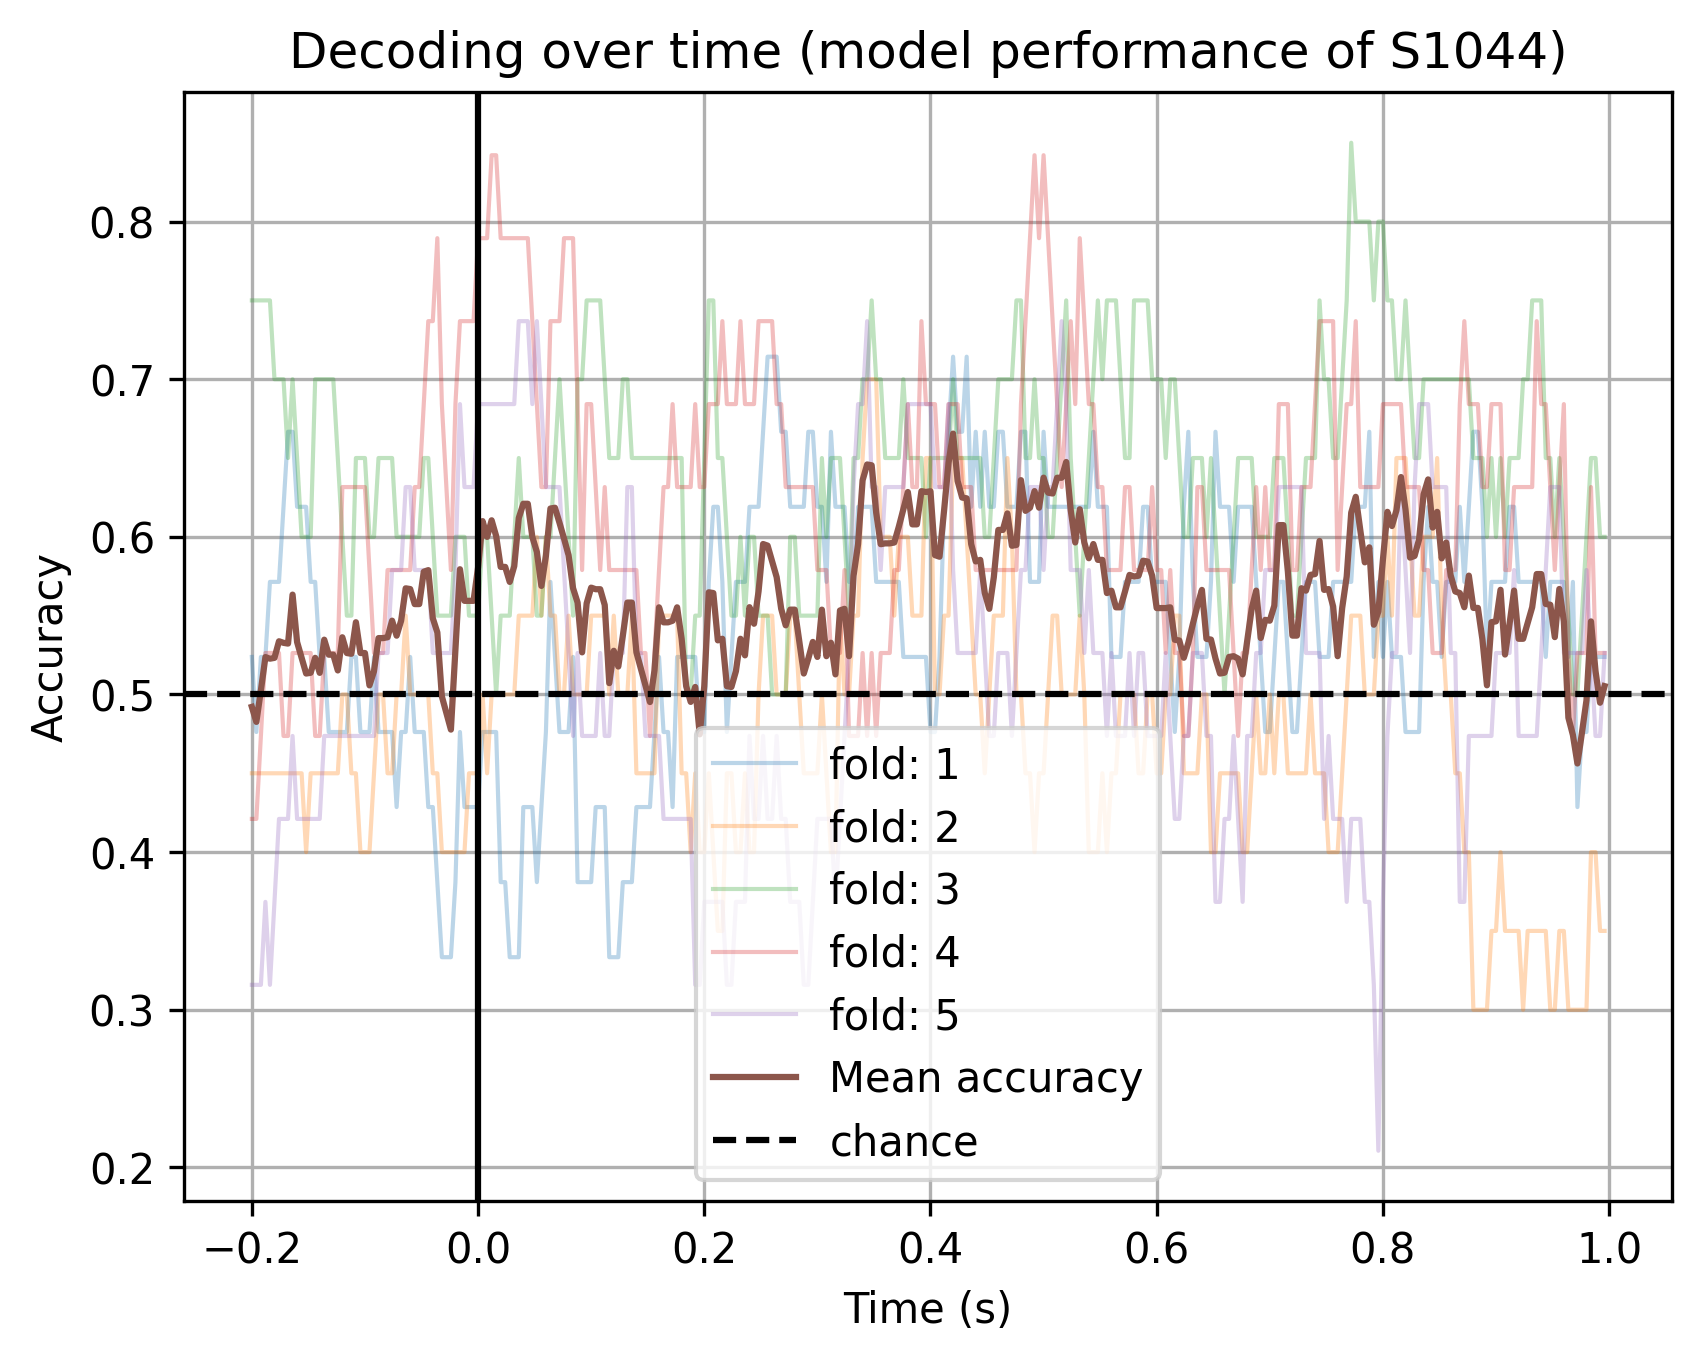 Decoding over time (model performance of S1044)
Accuracy
0.8
0.7
0.6
0.5
0.4
0.3
0.2
fold: 1
fold: 2
fold: 3
fold: 4
fold: 5
Mean accuracy
chance
−0.2 0.0 0.2 0.4 0.6 0.8 1.0
Time (s)